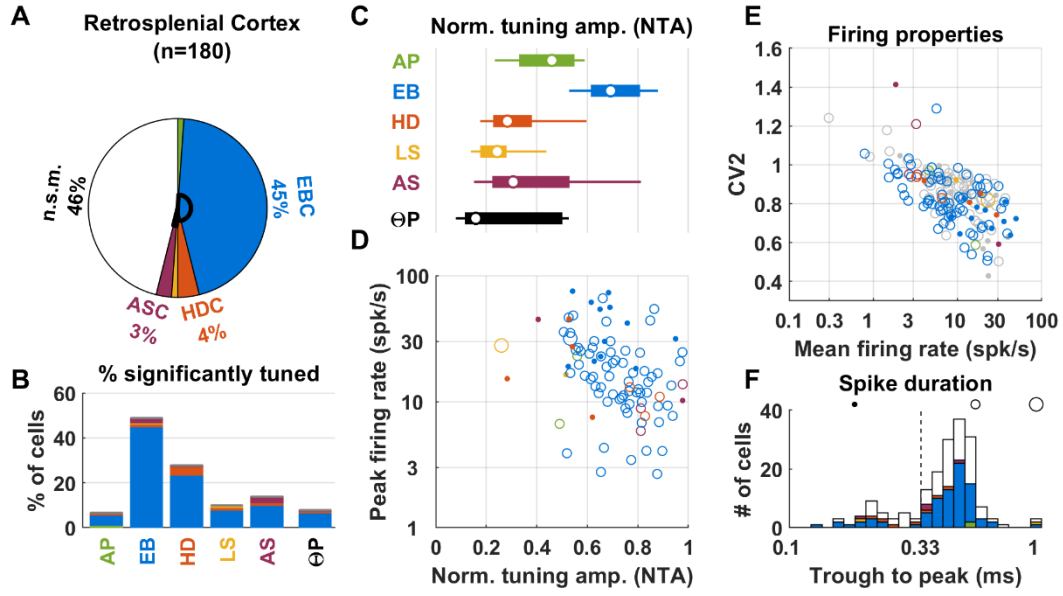 A
Retrosplenial Cortex
(n=180)
n.s.m.
46%
EBC
45%
ASC
3%
HDC
4%
B
% significantly tuned
% of cells
60
40
20
0
AP
EB
HD
LS
AS
ΘP
C
Norm. tuning amp. (NTA)
AP
EB
HD
LS
AS
ΘP
D
Peak firing rate (spk/s)
100
30
10
3
1
0
0.2
0.4
0.6
0.8
1
Norm. tuning amp. (NTA)
E
Firing properties
CV2
1.6
1.4
1.2
1
0.8
0.6
0.4
0.1
0.3
1
3
10
30
100
Mean firing rate (spk/s)
F
Spike duration
# of cells
40
20
0
0.1
0.33
1
Trough to peak (ms)